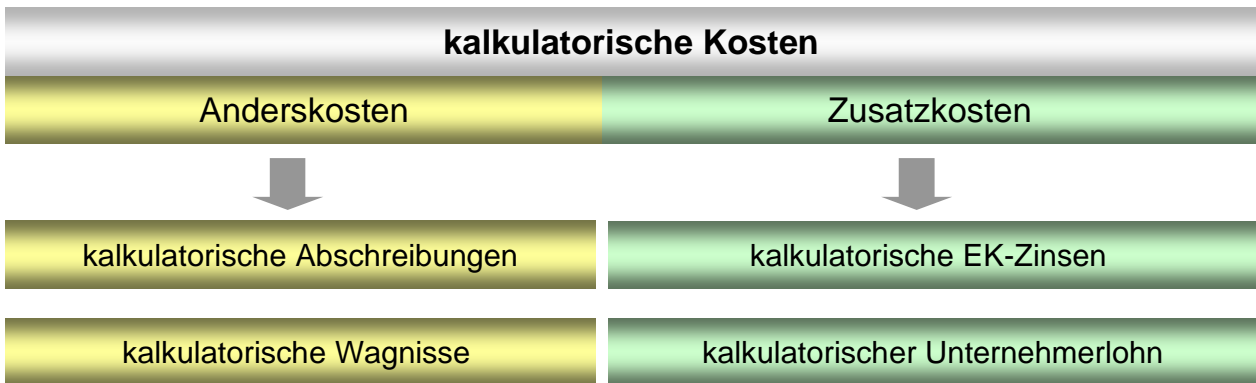 kalkulatorische Kosten
Anderskosten
Zusatzkosten
kalkulatorische Abschreibungen
kalkulatorische EK-Zinsen
kalkulatorische Wagnisse
kalkulatorischer Unternehmerlohn